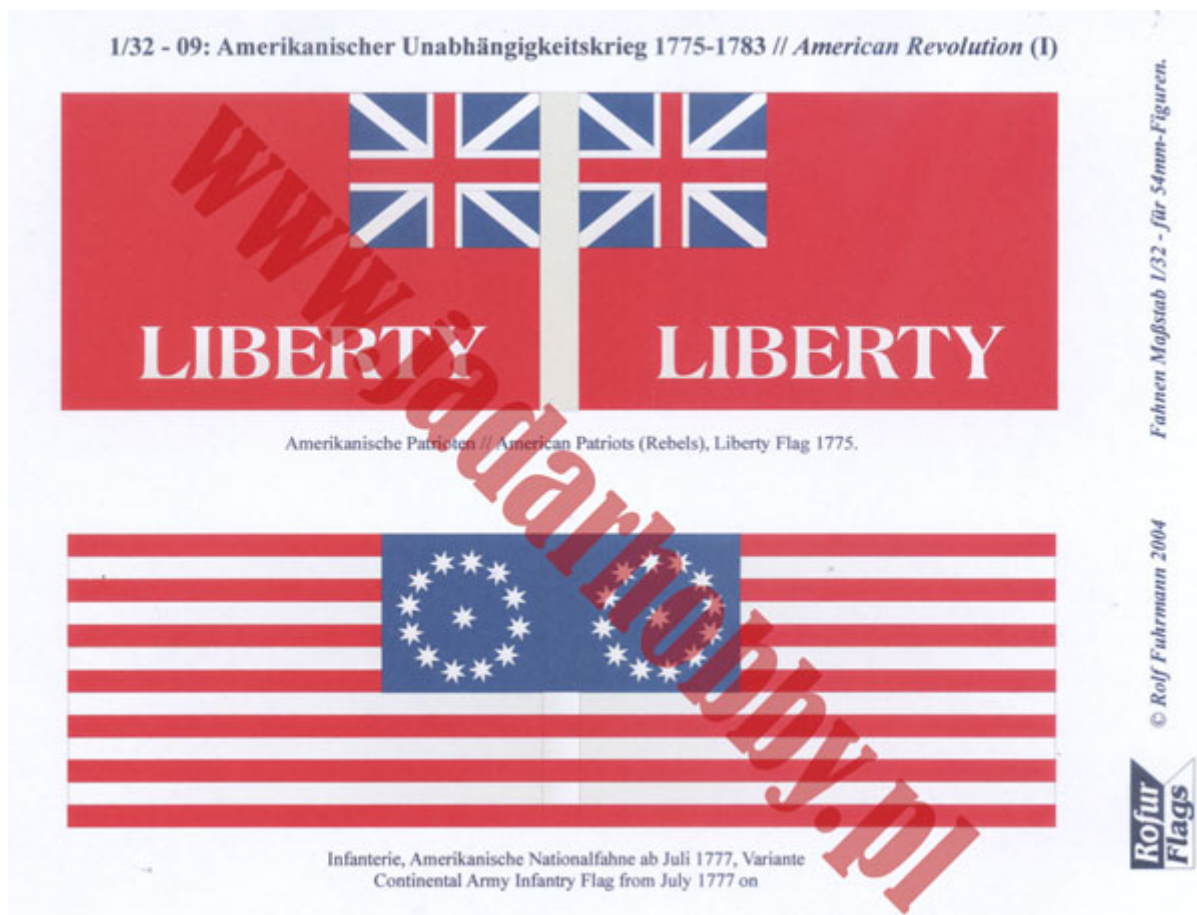 1/32 - 09: Amerikanischer Unabhängigkeitskrieg 1775-1783 // American Revolution (I)
LIBERTY LIBERTY
Amerikanische Patrioten // American Patriots (Rebels), Liberty Flag 1775.
Infanterie, Amerikanische Nationalfahne ab Juli 1777, Variante
Continental Army Infantry Flag from July 1777 on
Fahnen Maßstab 1/32 - für 54mm-Figuren.
© Rolf Fuhrmann 2004
Rofur
Flags
www.jadarhobby.pl